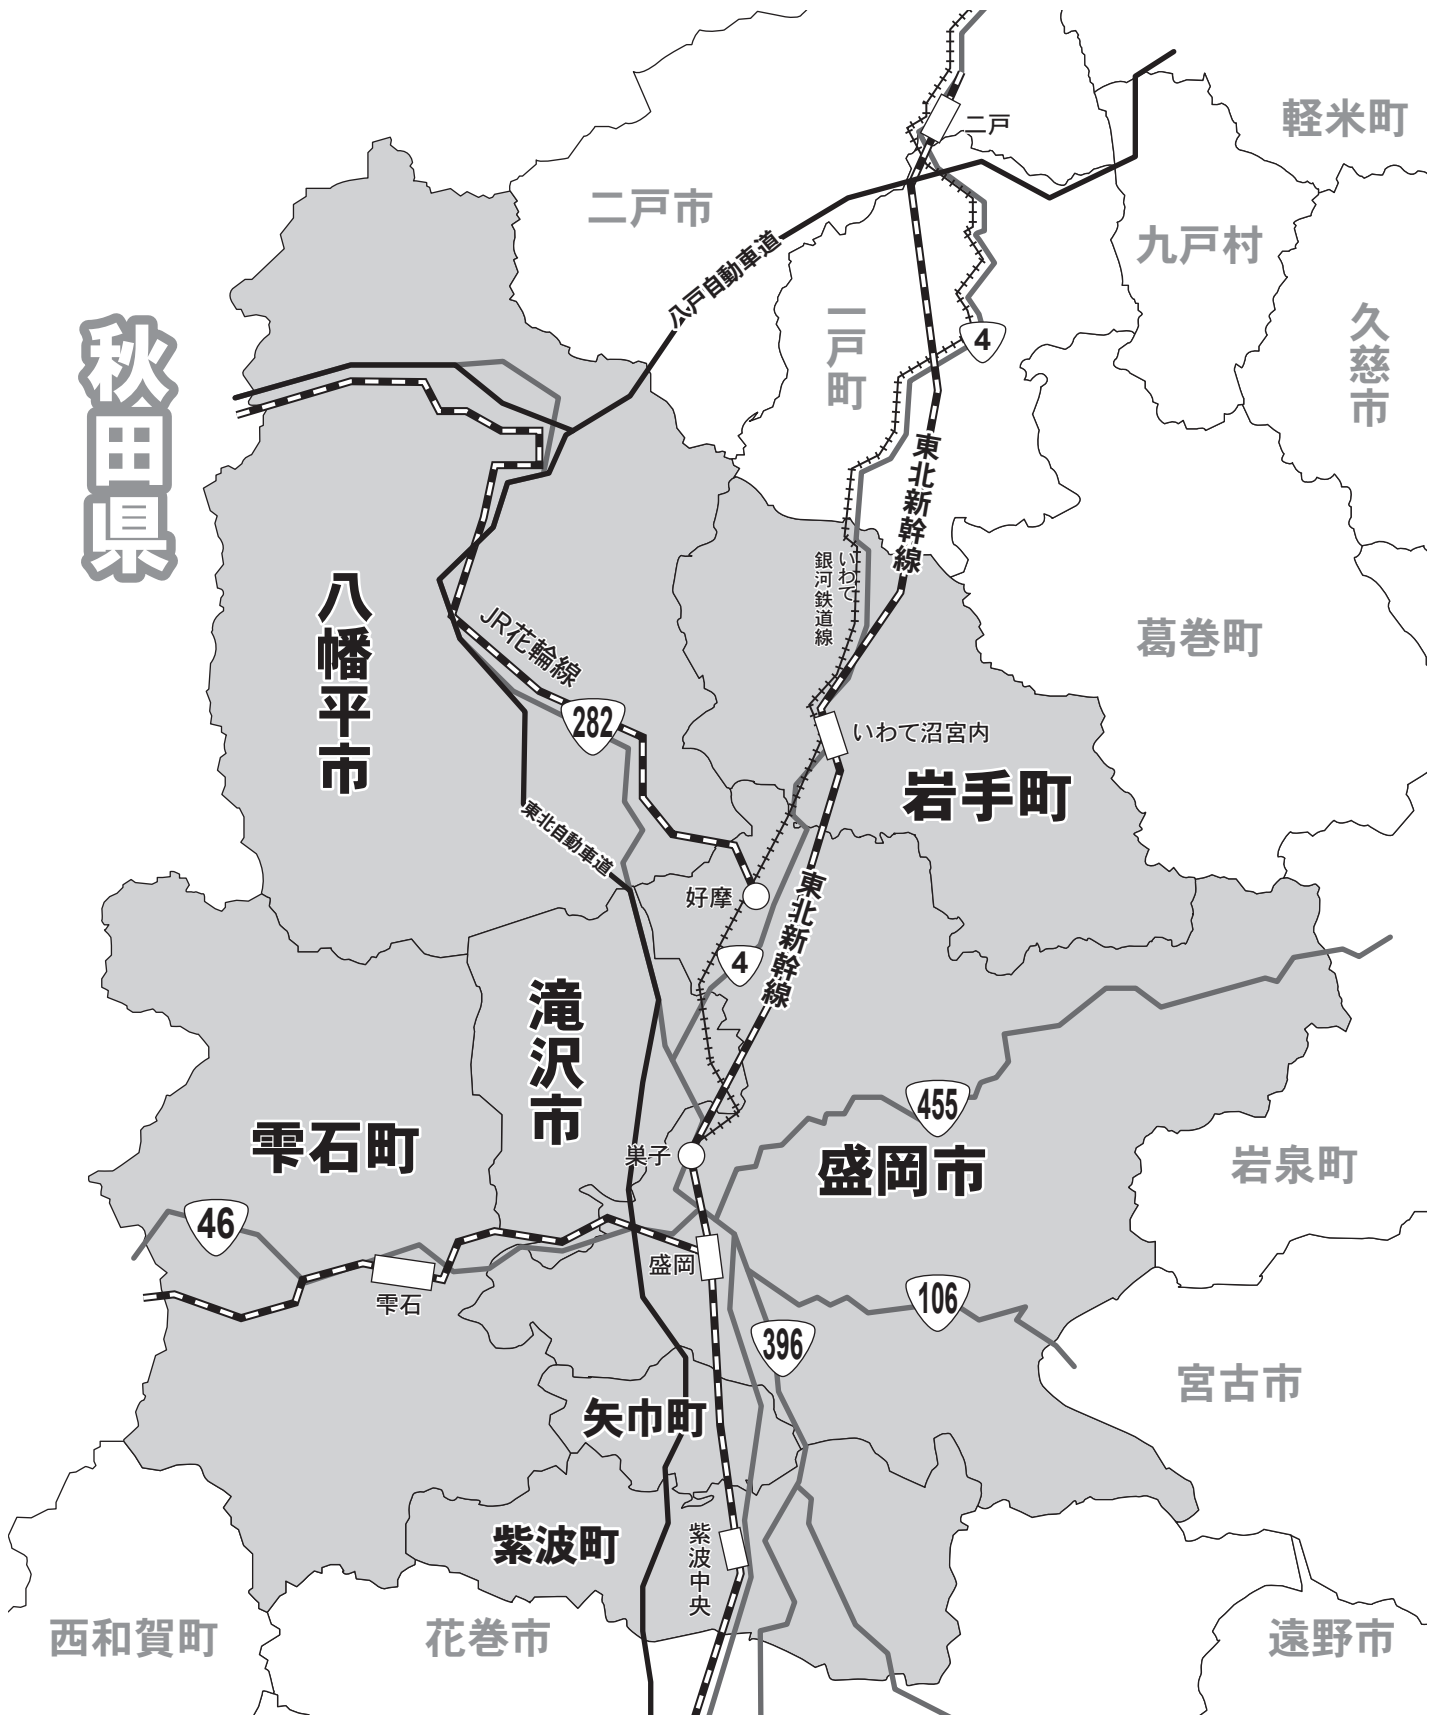 軽米町
二戸
二戸市
九戸村
八戸自動車道
一戸町
久慈市
秋田県
4
東北新幹線
いわて
銀河鉄道線
八幡平市
JR花輪線
葛巻町
282
いわて沼宮内
岩手町
東北自動車道
好摩
東北新幹線
4
滝沢市
455
雫石町
巣子
盛岡市
岩泉町
46
盛岡
雫石
106
396
宮古市
矢巾町
紫波町
紫波中央
西和賀町
花巻市
遠野市